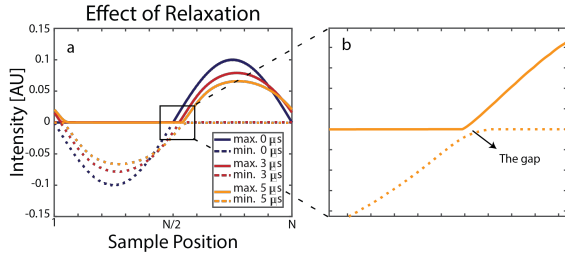 Effect of Relaxation
a
b
Intensity [AU]
0.15
0.1
0.05
0
-0.05
-0.1
-0.15
max. 0 μs
min. 0 μs
max. 3 μs
min. 3 μs
max. 5 μs
min. 5 μs
1
N/2
N
Sample Position
The gap